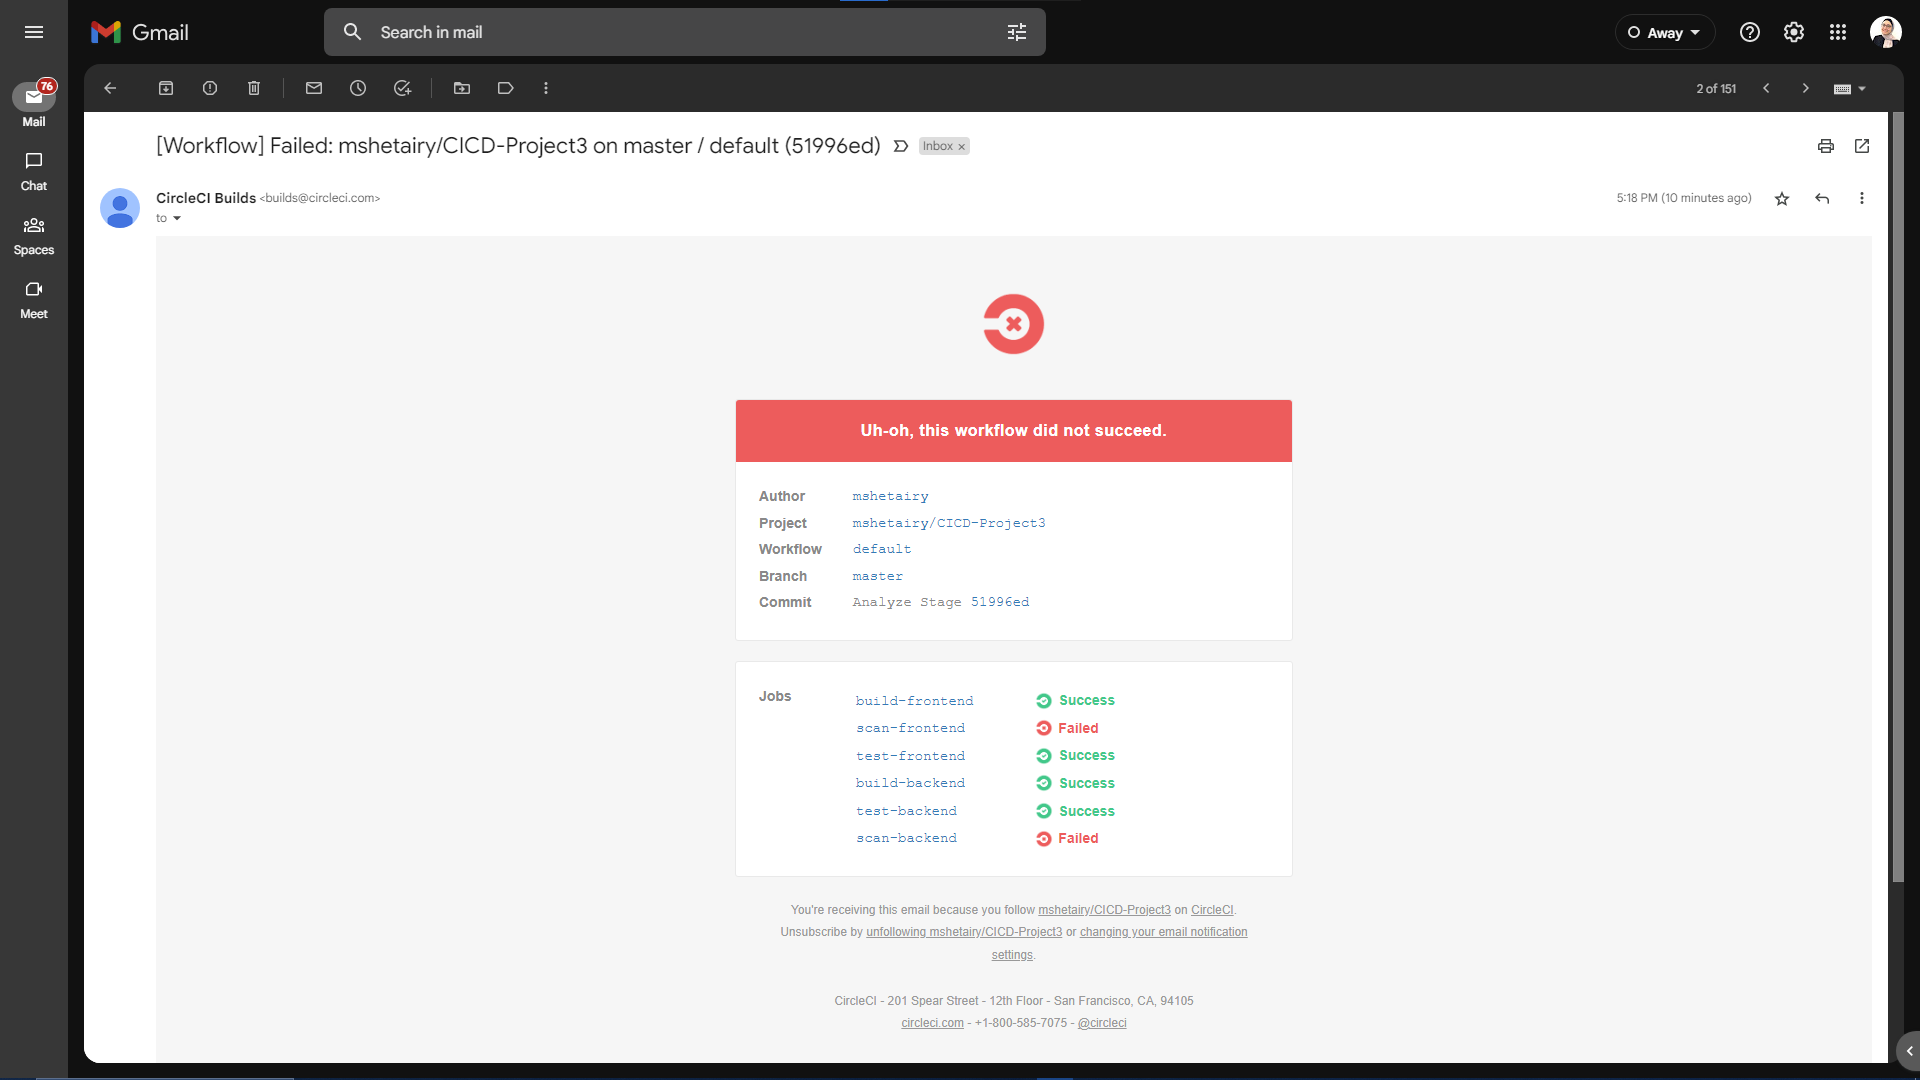 Gmail
Search in mail
Away
76
Mail
Chat
Spaces
Meet
2 of 151
[Workflow] Failed: mshetairy/CICD-Project3 on master / default (51996ed)
Inbox ×
CircleCI Builds <builds@circleci.com>
5:18 PM (10 minutes ago)
to
Uh-oh, this workflow did not succeed.
Author mshetairy
Project mshetairy/CICD-Project3
Workflow default
Branch master
Commit Analyze Stage 51996ed
Jobs
build-frontend Success
scan-frontend Failed
test-frontend Success
build-backend Success
test-backend Success
scan-backend Failed
You're receiving this email because you follow mshetairy/CICD-Project3 on CircleCI.
Unsubscribe by unfollowing mshetairy/CICD-Project3 or changing your email notification
settings.
CircleCI - 201 Spear Street - 12th Floor - San Francisco, CA, 94105
circleci.com - +1-800-585-7075 - @circleci